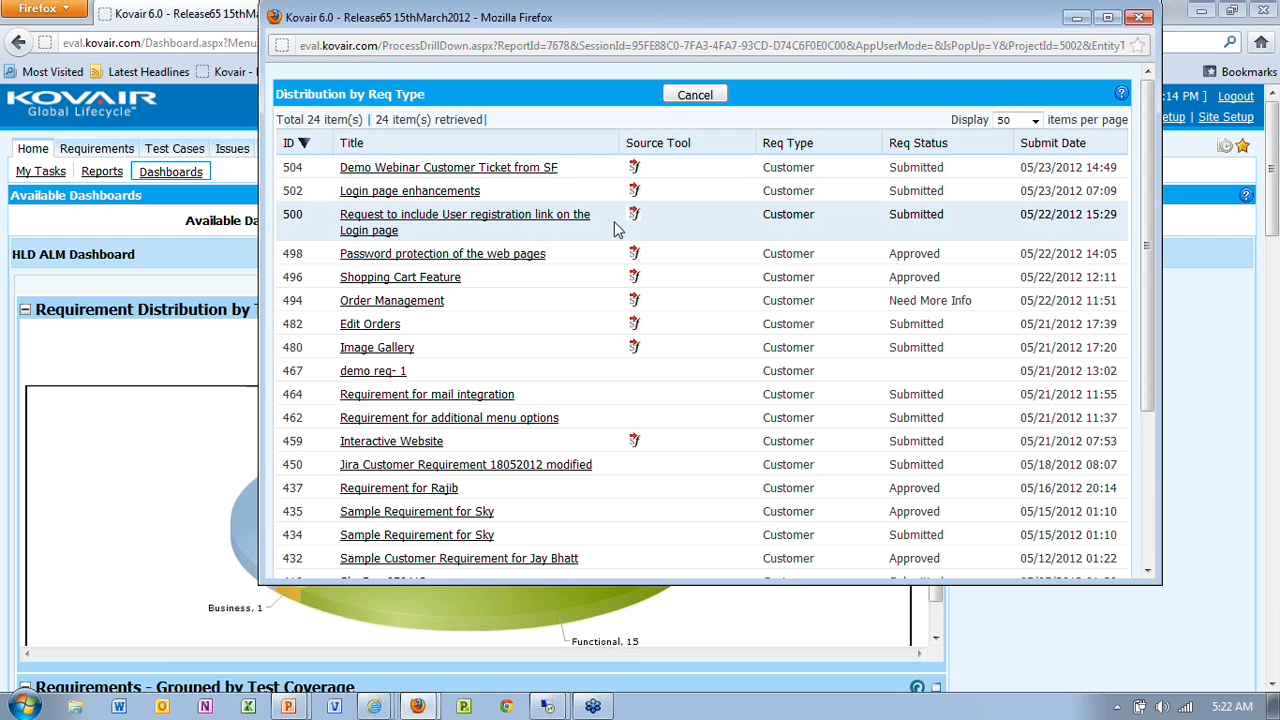 Firefox
Kovair 6.0 - Release65 15thMarch2012
Kovair 6.0 - Release65 15thMarch2012 - Mozilla Firefox
eval.kovair.com/Dashboard.aspx?Menu
eval.kovair.com/ProcessDrillDown.aspx?ReportId=7676&SessionId=95FE88C0-7FA3-4FA7-93CD-D74C6F0E0C00&AppUserMode=&IsPopUp=Y&ProjectId=5002&EntityT
Most Visited Latest Headlines Kovair -
Bookmarks
KOVAIR
Global Lifecycle
:14 PM ] Logout
etup | Site Setup
Home Requirements Test Cases Issues
My Tasks Reports Dashboards
Available Dashboards
Available Da
HLD ALM Dashboard
Requirement Distribution by T
Distribution by Req Type Cancel
Total 24 item(s) | 24 item(s) retrieved| Display 50 items per page
ID Title Source Tool Req Type Req Status Submit Date
504 Demo Webinar Customer Ticket from SF Customer Submitted 05/23/2012 14:49
502 Login page enhancements Customer Submitted 05/23/2012 07:09
500 Request to include User registration link on the Customer Submitted 05/22/2012 15:29
Login page
498 Password protection of the web pages Customer Approved 05/22/2012 14:05
496 Shopping Cart Feature Customer Approved 05/22/2012 12:11
494 Order Management Customer Need More Info 05/22/2012 11:51
482 Edit Orders Customer Submitted 05/21/2012 17:39
480 Image Gallery Customer Submitted 05/21/2012 17:20
467 demo req- 1 Customer 05/21/2012 13:02
464 Requirement for mail integration Customer Submitted 05/21/2012 11:55
462 Requirement for additional menu options Customer Submitted 05/21/2012 11:37
459 Interactive Website Customer Submitted 05/21/2012 07:53
450 Jira Customer Requirement 18052012 modified Customer Submitted 05/18/2012 08:07
437 Requirement for Rajib Customer Approved 05/16/2012 20:14
435 Sample Requirement for Sky Customer Approved 05/15/2012 01:10
434 Sample Requirement for Sky Customer Submitted 05/15/2012 01:10
432 Sample Customer Requirement for Jay Bhatt Customer Approved 05/12/2012 01:22
Business, 1
Functional, 15
Requirements - Grouped by Test Coverage
5:22 AM